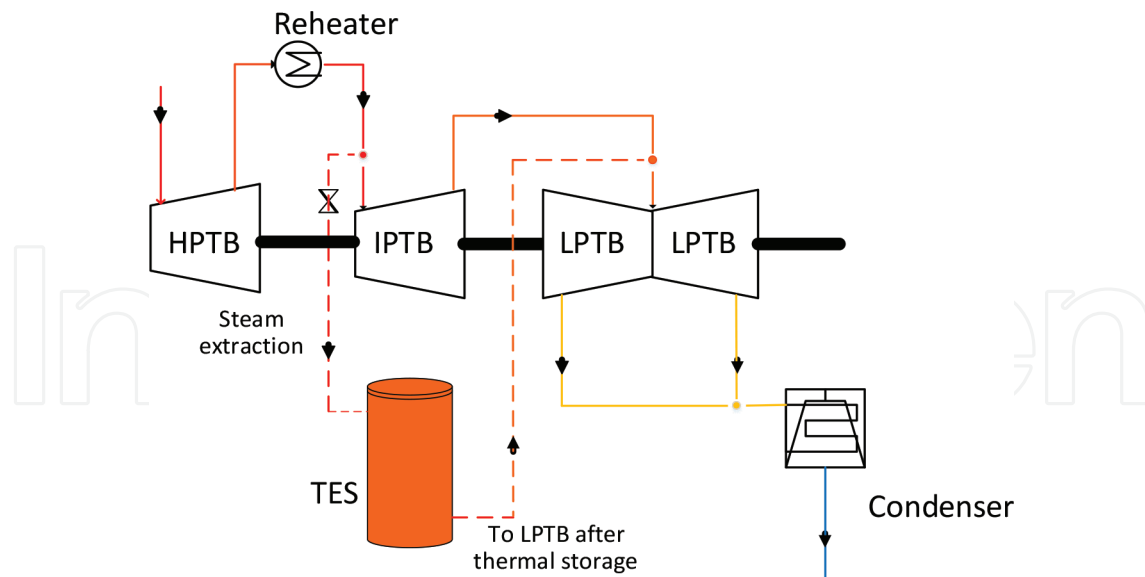 Reheater
HPTB
IPTB
LPTB
LPTB
Steam
extraction
TES
To LPTB after
thermal storage
Condenser